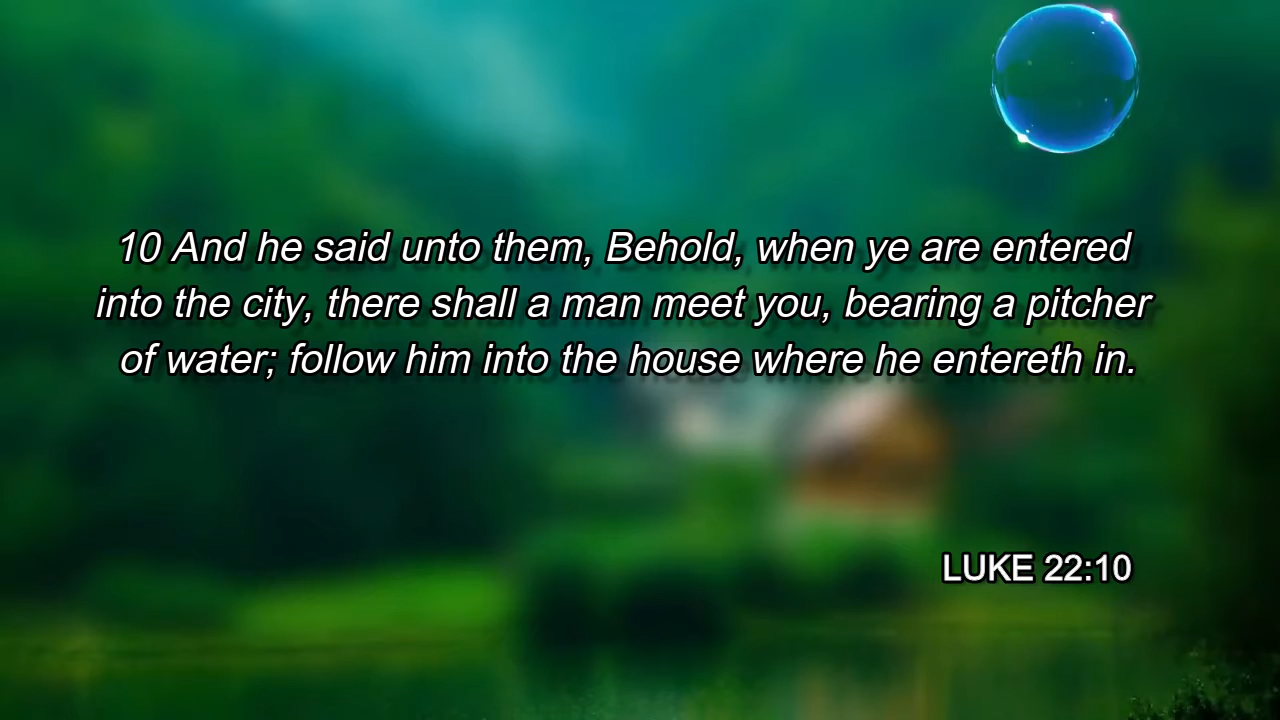 10 And he said unto them, Behold, when ye are entered
into the city, there shall a man meet you, bearing a pitcher
of water; follow him into the house where he entereth in.
LUKE 22:10